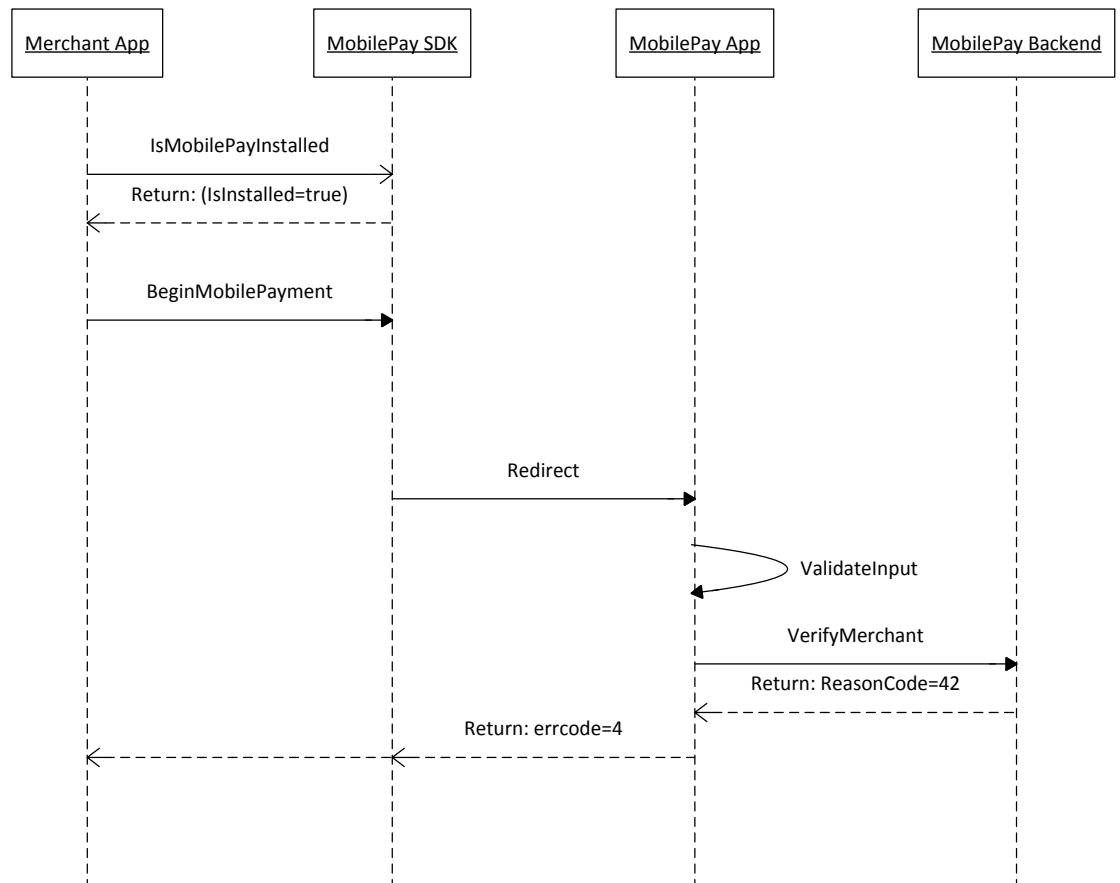 Merchant App
MobilePay SDK
MobilePay App
MobilePay Backend
IsMobilePayInstalled
Return: (IsInstalled=true)
BeginMobilePayment
Redirect
ValidateInput
VerifyMerchant
Return: ReasonCode=42
Return: errcode=4